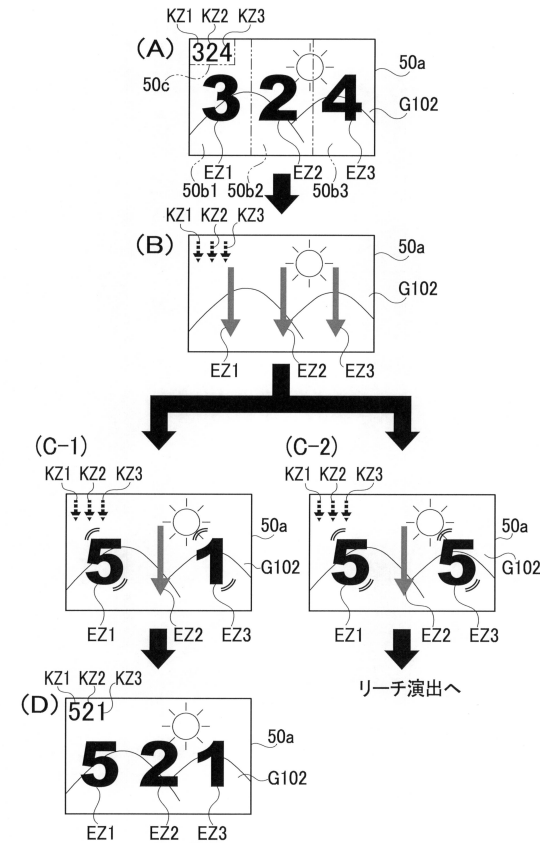 KZ1 KZ2 KZ3
(A)
324
50a
50c
3 2 4
G102
EZ1 EZ2 EZ3
50b1 50b2 50b3
KZ1 KZ2 KZ3
(B)
50a
G102
EZ1 EZ2 EZ3
(C-1)
KZ1 KZ2 KZ3
50a
5 1
G102
EZ1 EZ2 EZ3
(C-2)
KZ1 KZ2 KZ3
50a
5 5
G102
EZ1 EZ2 EZ3
リーチ演出へ
KZ1 KZ2 KZ3
(D)
521
50a
5 2 1
G102
EZ1 EZ2 EZ3